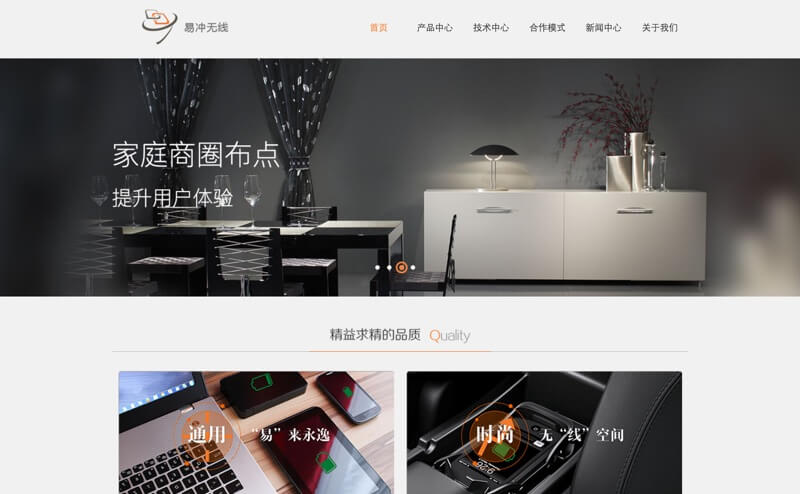 易冲无线
首页 产品中心 技术中心 合作模式 新闻中心 关于我们
家庭商圈布点
提升用户体验
精益求精的品质 Quality
通用 “易”来永逸
时尚 无“线”空间